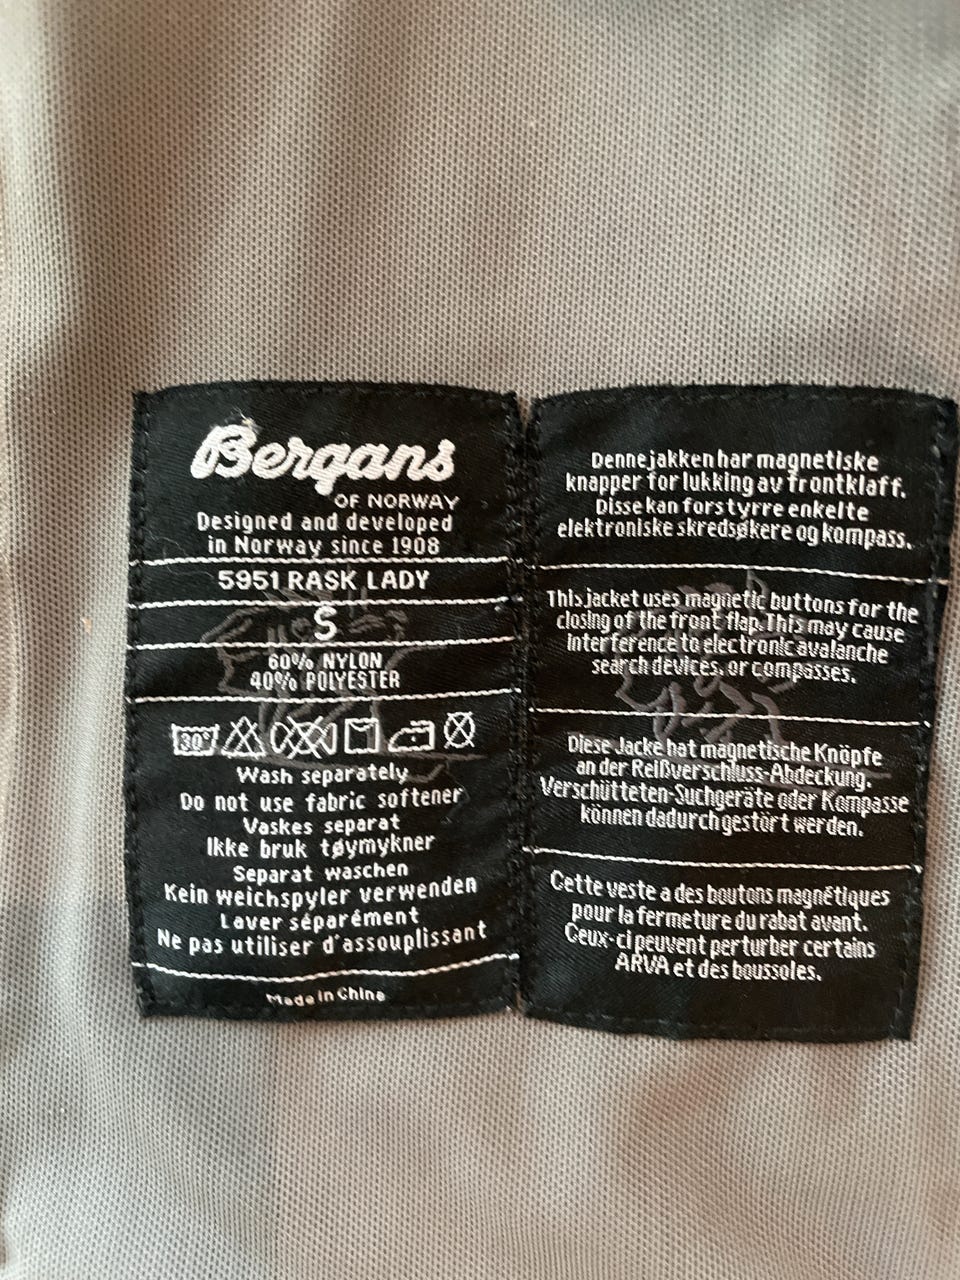 Bergans
OF NORWAY
Designed and developed
in Norway since 1908
5951 RASK LADY
S
60% NYLON
40% POLYESTER
30°
Wash separately
Do not use fabric softener
Vaskes separat
Ikke bruk tøymykner
Separat waschen
Kein weichspyler verwenden
Laver séparément
Ne pas utiliser d'assouplissant
Made in China
Denne jakken har magnetiske
knapper for lukking av frontklaff.
Disse kan forstyrre enkelte
elektroniske skredsøkere og kompass.
This jacket uses magnetic buttons for the
closing of the front flap. This may cause
interference to electronic avalanche
search devices, or compasses.
Diese Jacke hat magnetische Knöpfe
an der Reißverschluss-Abdeckung.
Verschütteten-Suchgeräte oder Kompasse
können dadurch gestört werden.
Cette veste a des boutons magnétiques
pour la fermeture du rabat avant.
Ceux-ci peuvent perturber certains
ARVA et des boussoles.